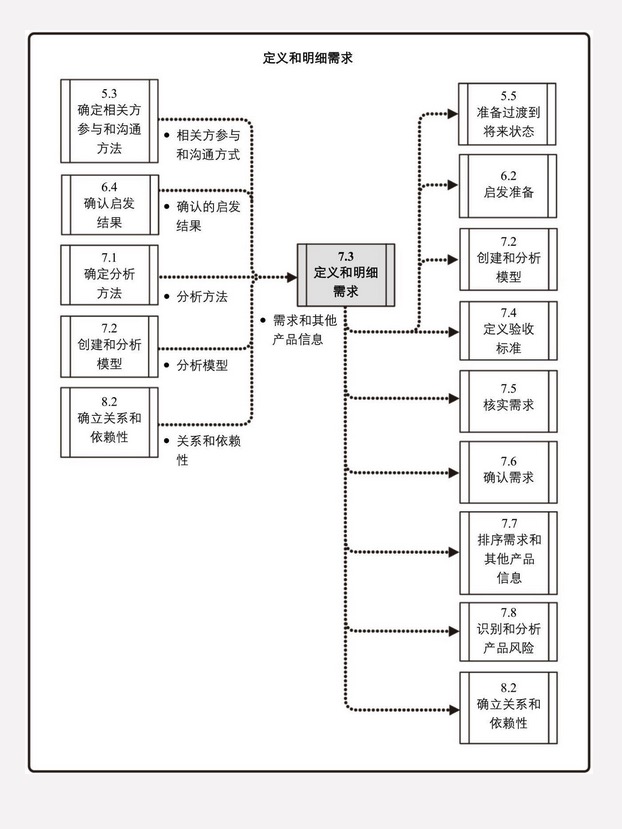 定义和明细需求
5.3
确定相关方
参与和沟通
方法
• 相关方参与
和沟通方式
6.4
确认启发
结果
• 确认的启发
结果
7.1
确定分析
方法
• 分析方法
7.2
创建和分析
模型
• 分析模型
8.2
确立关系和
依赖性
• 关系和依赖
性
7.3
定义和明细
需求
• 需求和其他
产品信息
5.5
准备过渡到
将来状态
6.2
启发准备
7.2
创建和分析
模型
7.4
定义验收
标准
7.5
核实需求
7.6
确认需求
7.7
排序需求和
其他产品
信息
7.8
识别和分析
产品风险
8.2
确立关系和
依赖性